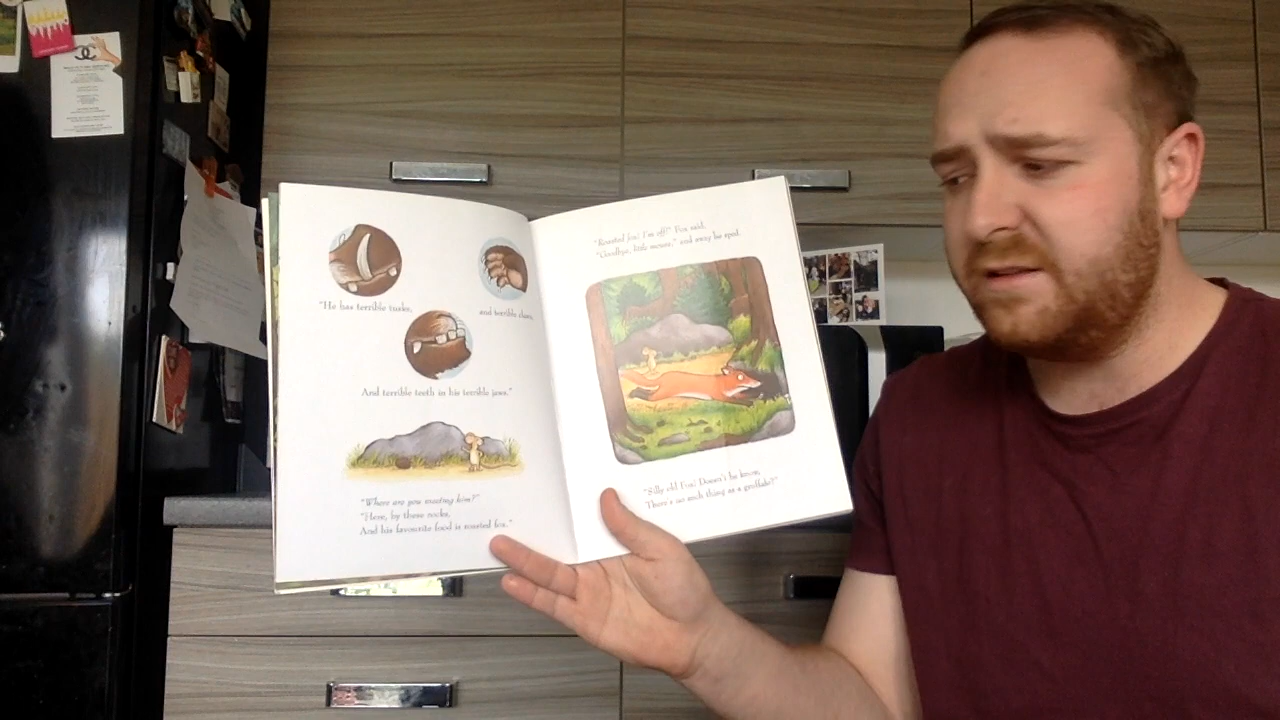 "He has terrible tusks,
and terrible claws,
And terrible teeth in his terrible jaws."
"Where are you meeting him?"
"Here, by these rocks,
And his favourite food is roasted fox."
"Roasted fox! I'm off!" Fox said.
"Goodbye, little mouse," and away he sped.
"Silly old Fox! Doesn't he know,
There's no such thing as a gruffalo?"